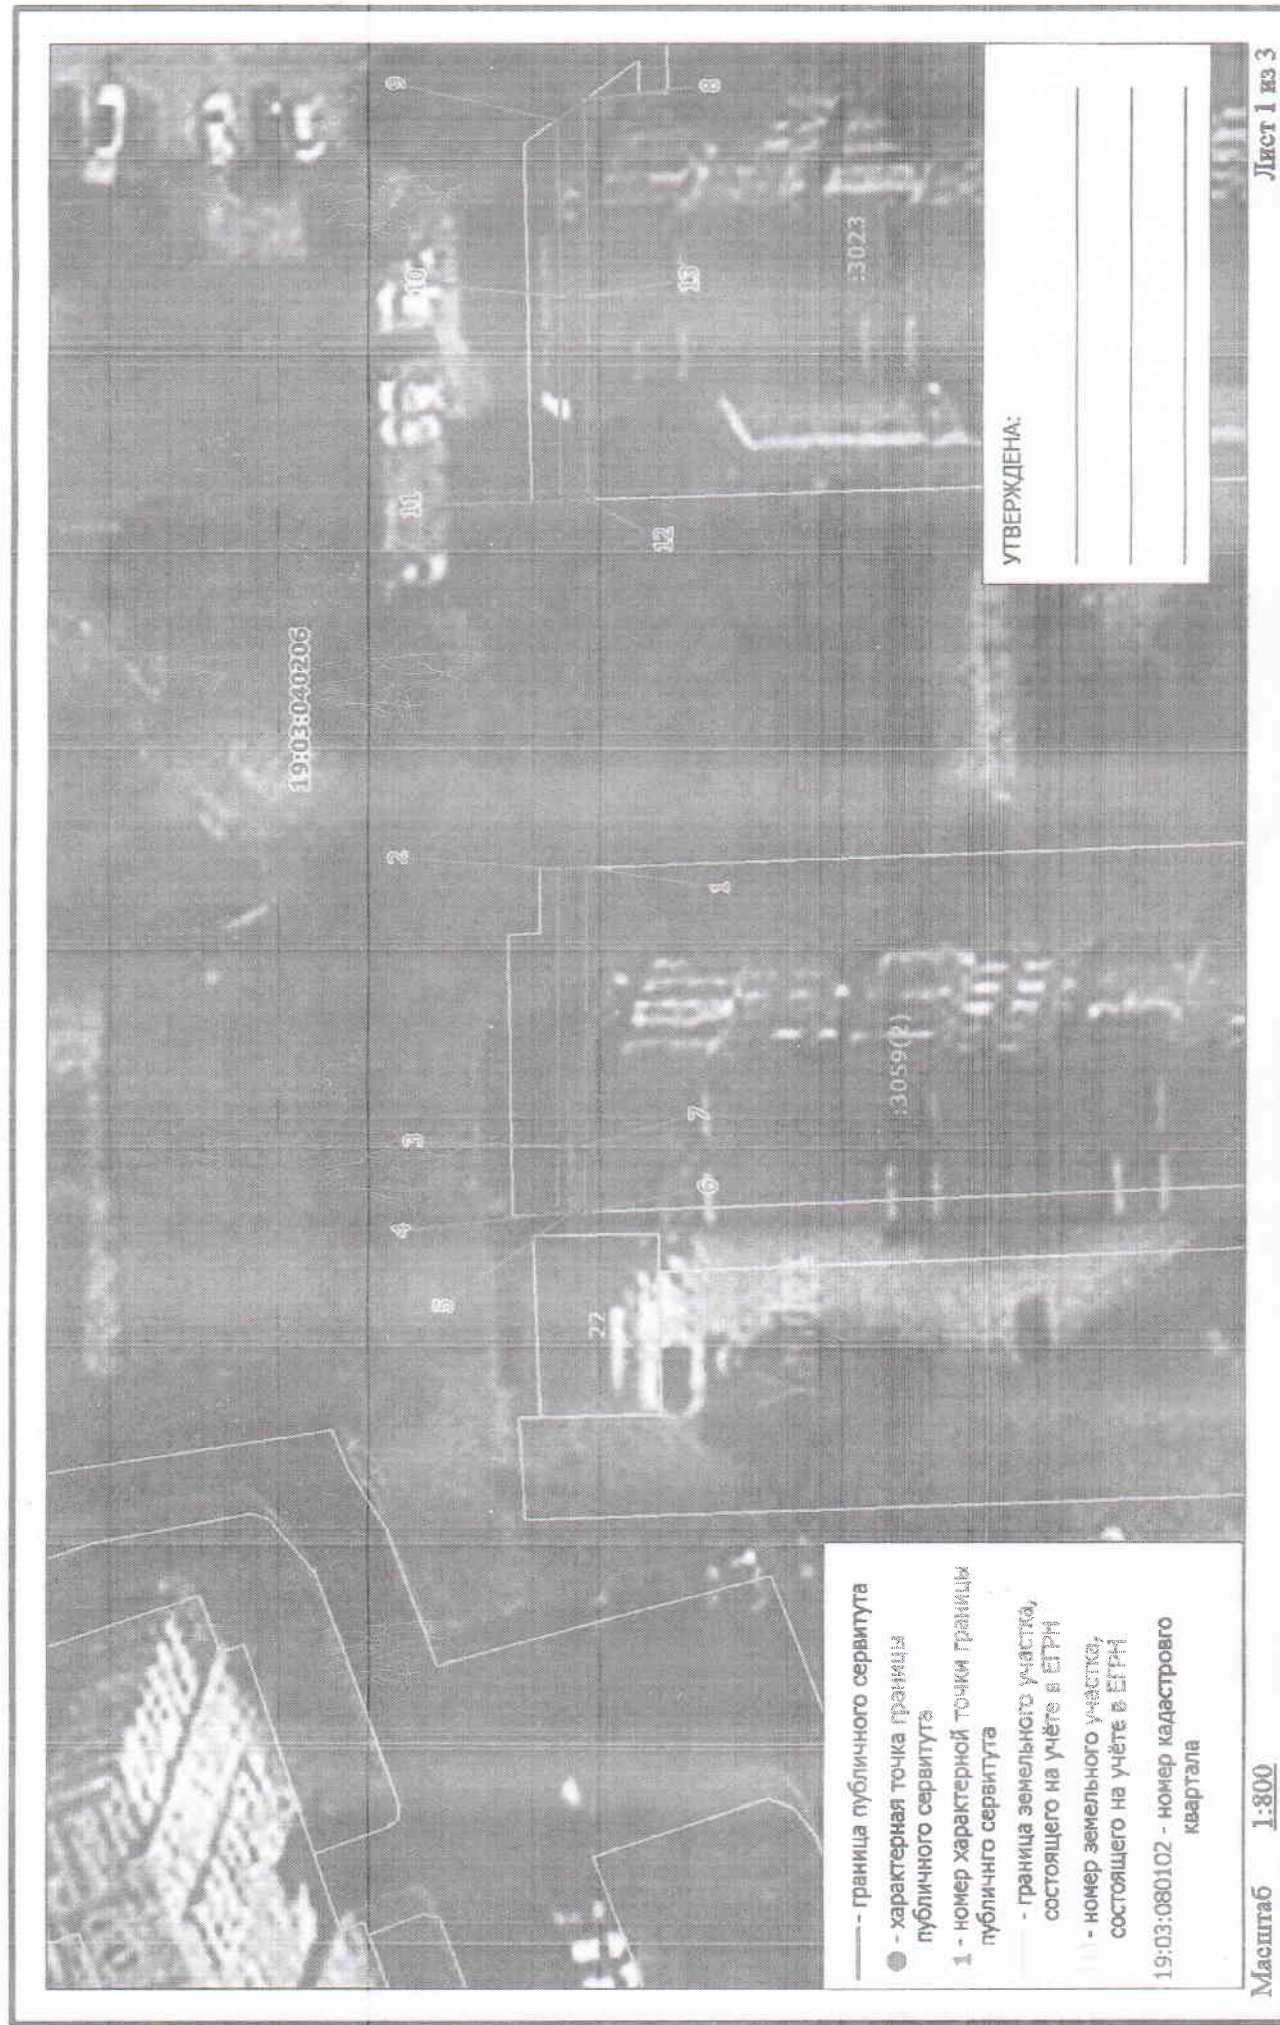 9
8
10
13
:3023
11
12
УТВЕРЖДЕНА:
19:03:040206
2
1
3
7
:3059(2)
4
6
5
22
- граница публичного сервитута
- характерная точка границы
публичного сервитута
1 - номер характерной точки границы
публичнго сервитута
- граница земельного участка,
состоящего на учёте в ЕГРН
- номер земельного участка,
состоящего на учёте в ЕГРН
19:03:080102 - номер кадастрового
квартала
Масштаб 1:800
Лист 1 из 3